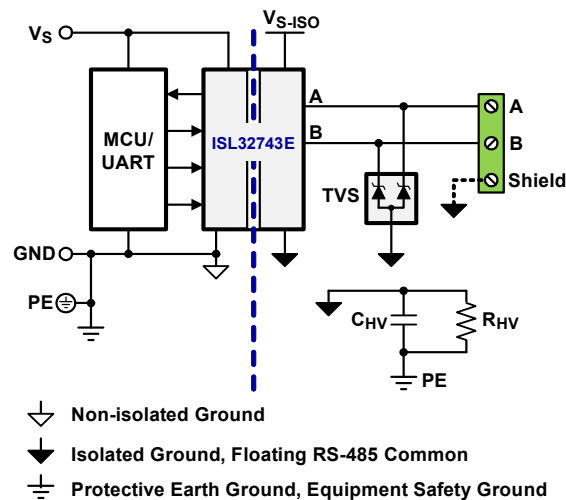 VS-ISO
VS
A
MCU/
UART
ISL32743E
B
A
B
Shield
TVS
GND
PE
CHV
RHV
PE
Non-isolated Ground
Isolated Ground, Floating RS-485 Common
Protective Earth Ground, Equipment Safety Ground